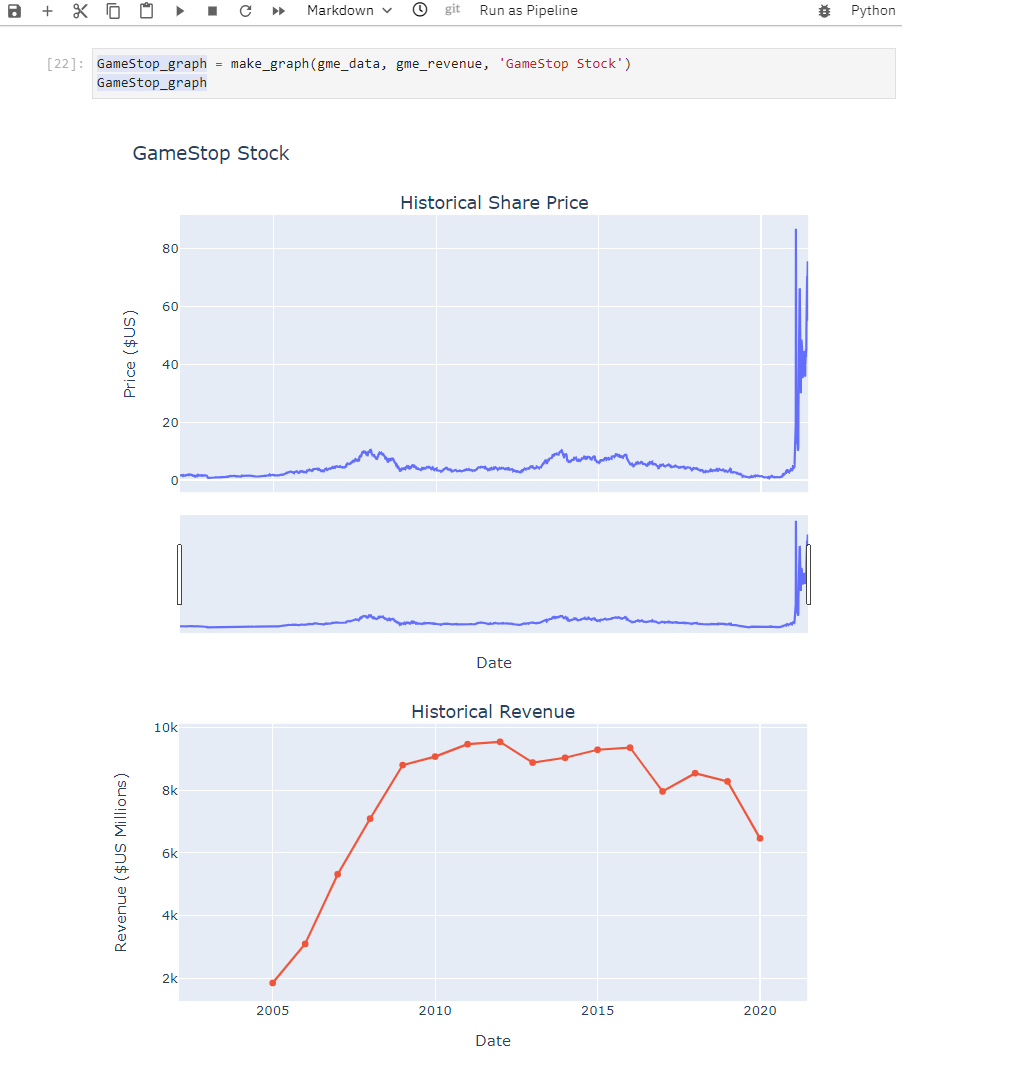 Markdown git Run as Pipeline Python
[22]: GameStop_graph = make_graph(gme_data, gme_revenue, 'GameStop Stock')
GameStop_graph
GameStop Stock
Historical Share Price
80
60
40
20
0
Price ($US)
Date
Historical Revenue
10k
8k
6k
4k
2k
Revenue ($US Millions)
2005 2010 2015 2020
Date